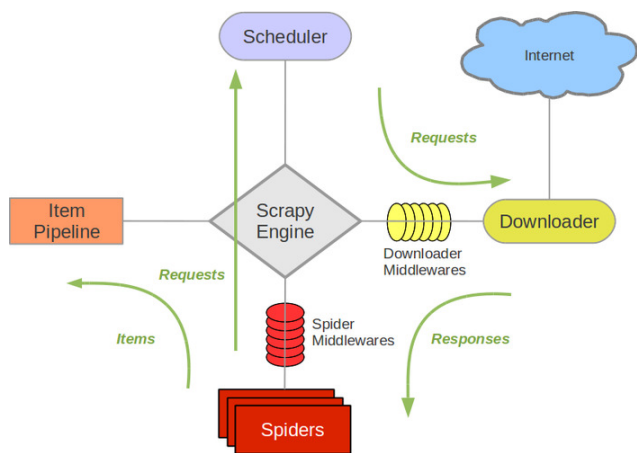 Scheduler
Internet
Requests
Item
Pipeline
Scrapy
Engine
Downloader
Downloader
Middlewares
Requests
Items
Spider
Middlewares
Responses
Spiders